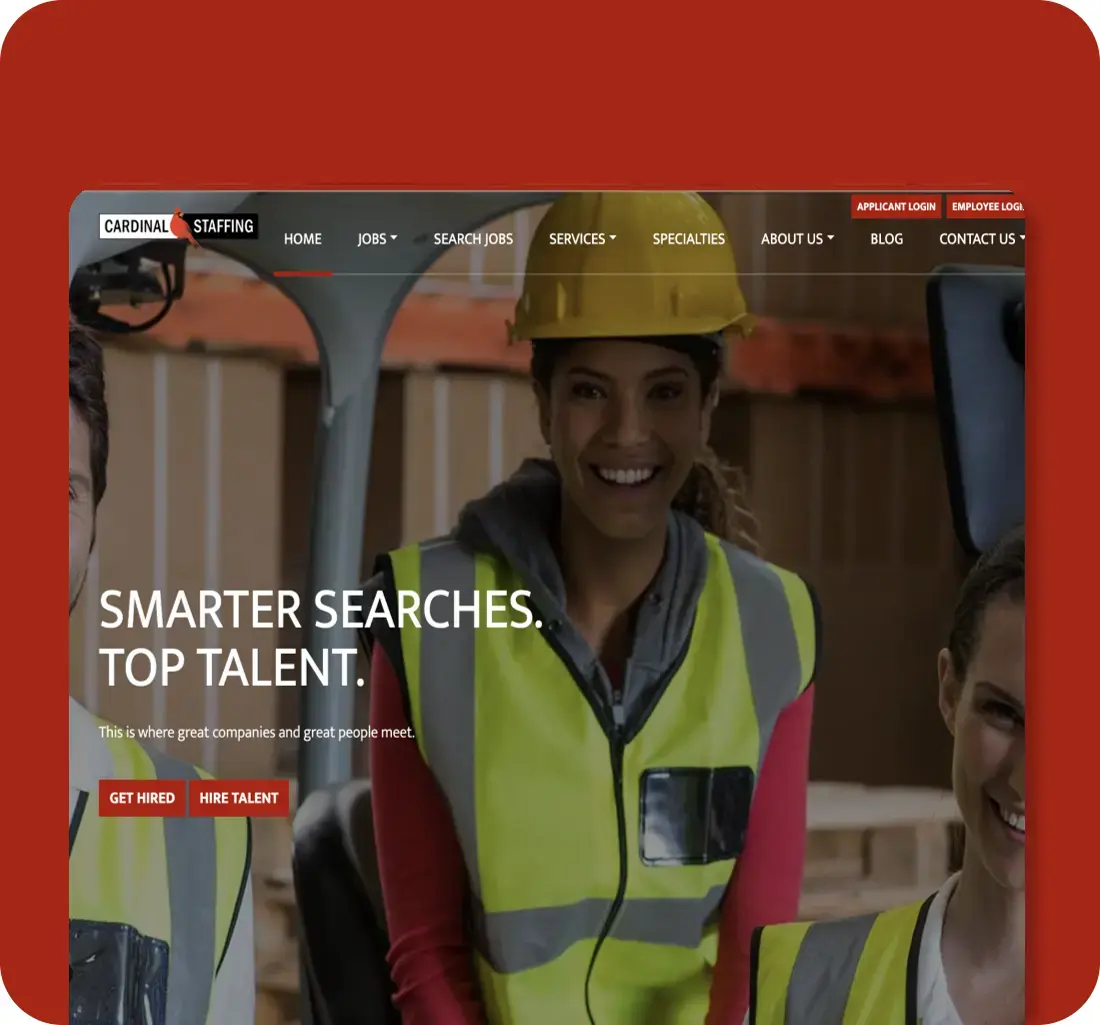 APPLICANT LOGIN EMPLOYEE LOGI
CARDINAL STAFFING
HOME JOBS SEARCH JOBS SERVICES SPECIALTIES ABOUT US BLOG CONTACT US
SMARTER SEARCHES.
TOP TALENT.
This is where great companies and great people meet.
GET HIRED HIRE TALENT